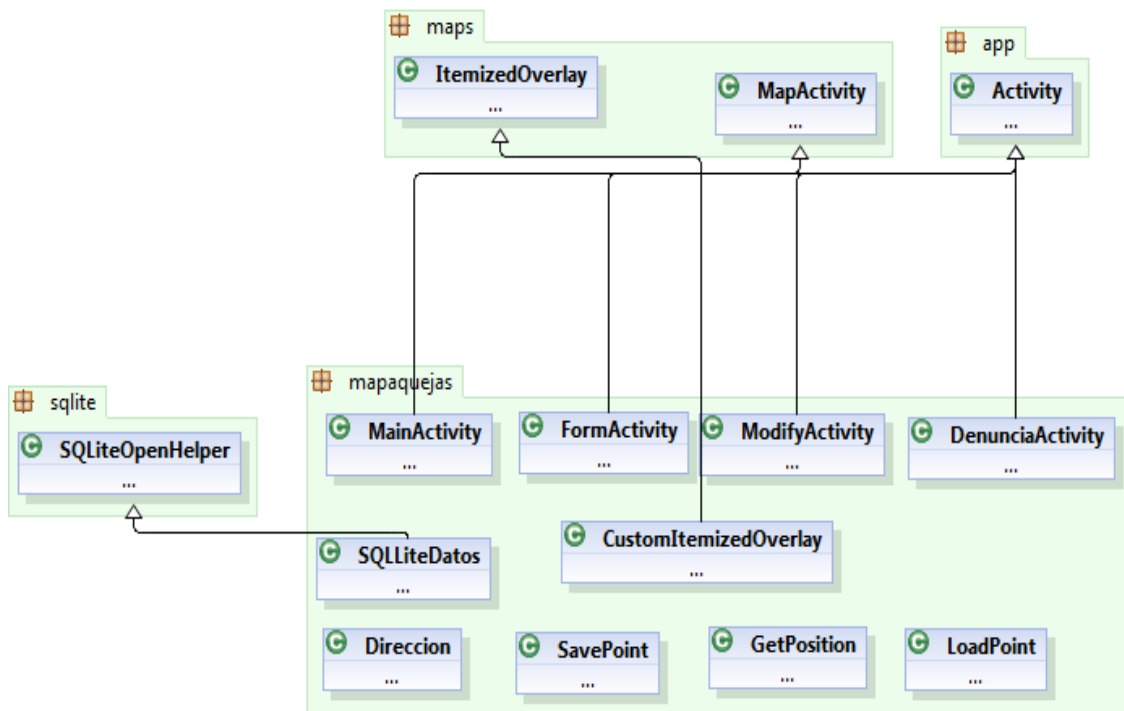 maps
app
ItemizedOverlay
...
MapActivity
...
Activity
...
mapaquejas
sqlite
SQLiteOpenHelper
...
MainActivity
...
FormActivity
...
ModifyActivity
...
DenunciaActivity
...
SQLLiteDatos
...
CustomItemizedOverlay
...
Direccion
...
SavePoint
...
GetPosition
...
LoadPoint
...